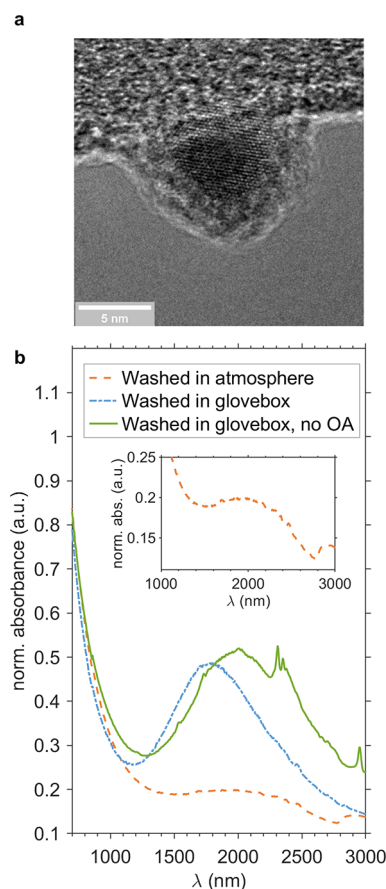 a
5 nm
b
Washed in atmosphere
Washed in glovebox
Washed in glovebox, no OA
norm. absorbance (a.u.)
1.1
1
0.9
0.8
0.7
0.6
0.5
0.4
0.3
0.2
0.1
1000 1500 2000 2500 3000
λ (nm)
norm. abs. (a.u.)
0.25
0.2
0.15
1000 2000 3000
λ (nm)